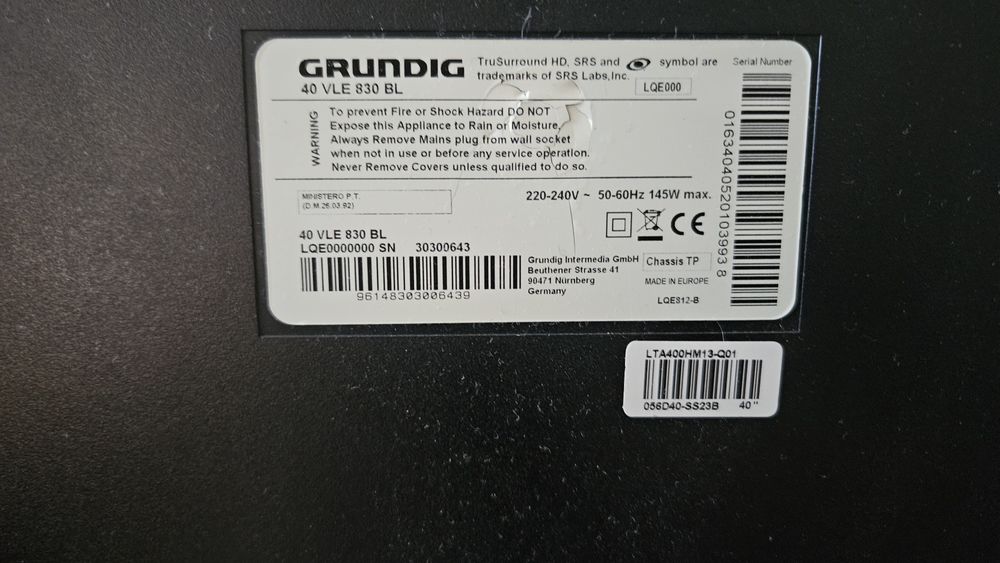 GRUNDIG
40 VLE 830 BL
TruSurround HD, SRS and symbol are
trademarks of SRS Labs,Inc.
LQE000
Serial Number
WARNING
To prevent Fire or Shock Hazard DO NOT
Expose this Appliance to Rain or Moisture,
Always Remove Mains plug from wall socket
when not in use or before any service operation.
Never Remove Covers unless qualified to do so.
MINISTERO P.T.
(D.M.26.03.92)
220-240V ~ 50-60Hz 145W max.
CE
40 VLE 830 BL
LQE0000000 SN 30300643
96148303006439
Grundig Intermedia GmbH
Beuthener Strasse 41
90471 Nürnberg
Germany
Chassis TP
MADE IN EUROPE
LQES12-B
01634040520103993 8
LTA400HM13-Q01
056D40-SS23B 40"